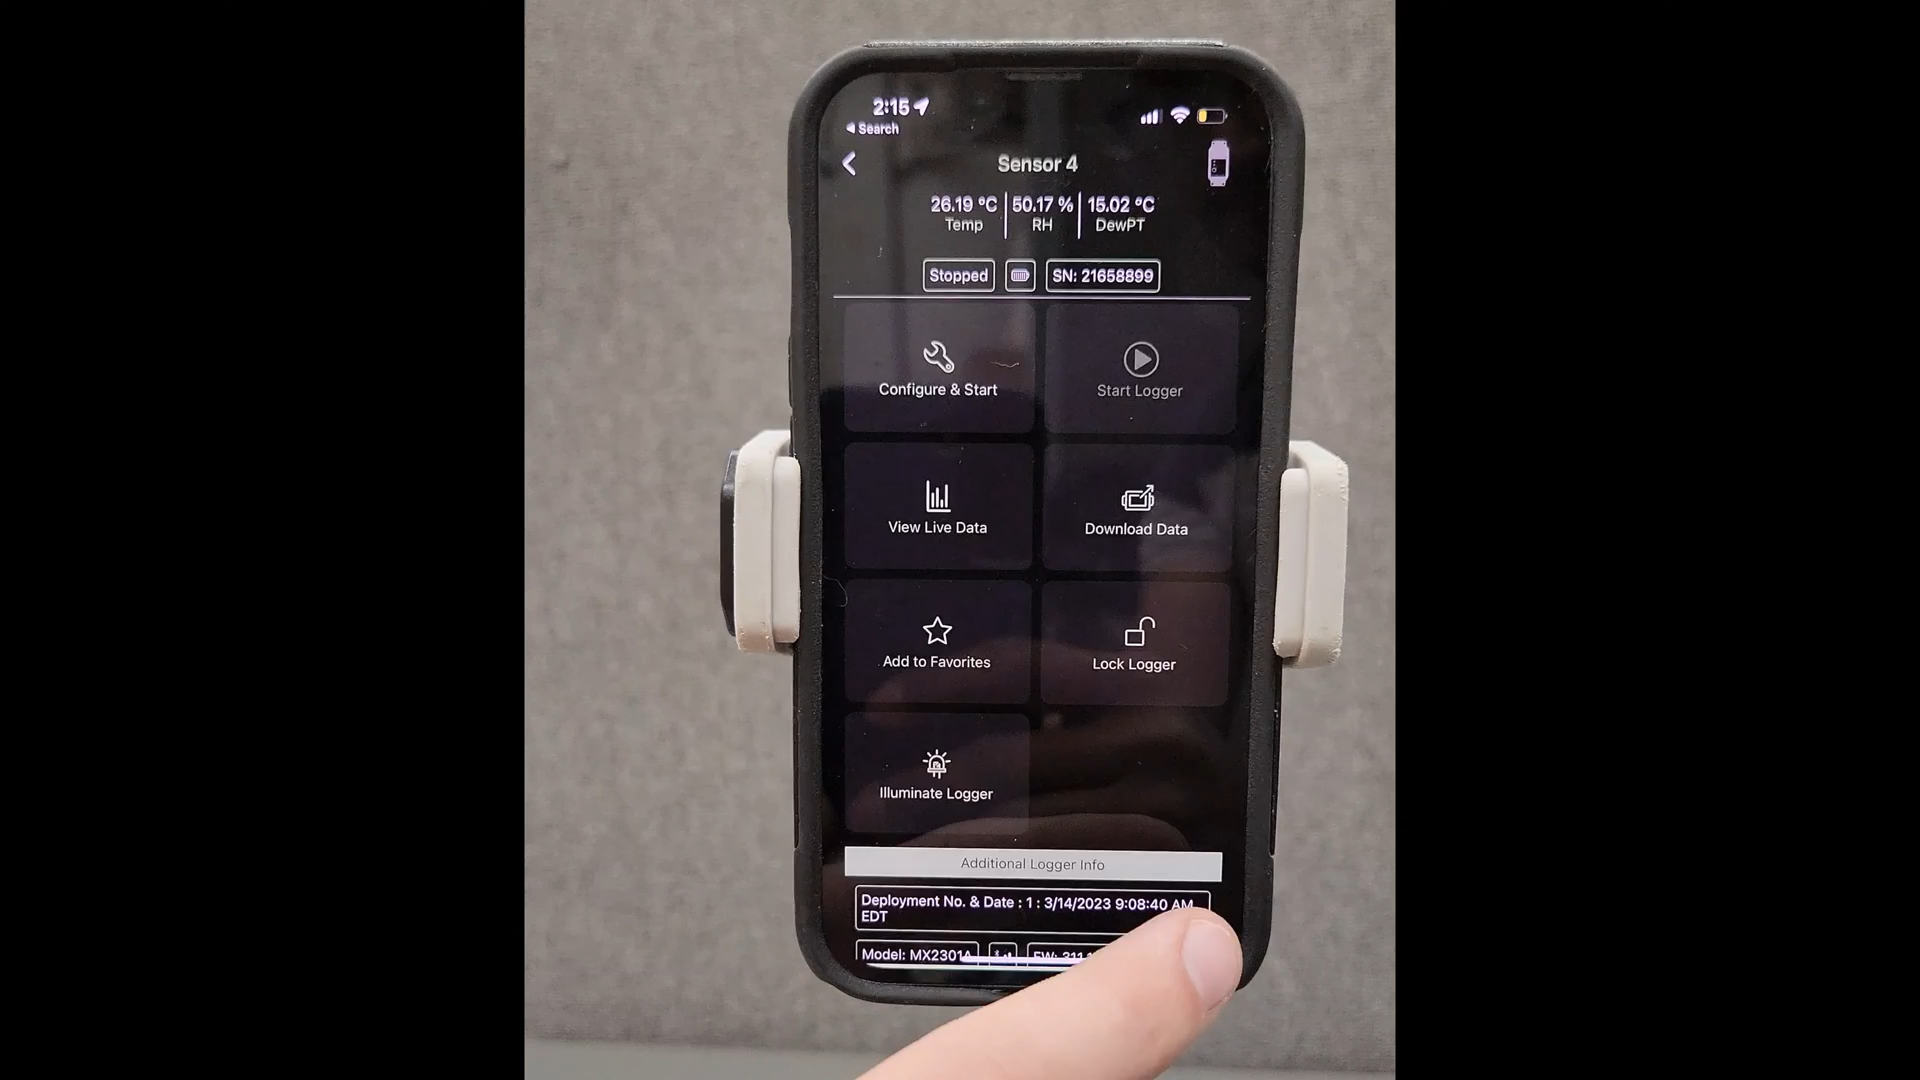 2:15
Search
Sensor 4
26.19 °C 50.17 % 15.02 °C
Temp RH DewPT
Stopped SN: 21658899
Configure & Start Start Logger
View Live Data Download Data
Add to Favorites Lock Logger
Illuminate Logger
Additional Logger Info
Deployment No. & Date : 1 : 3/14/2023 9:08:40 AM
EDT
Model: MX2301A FW: